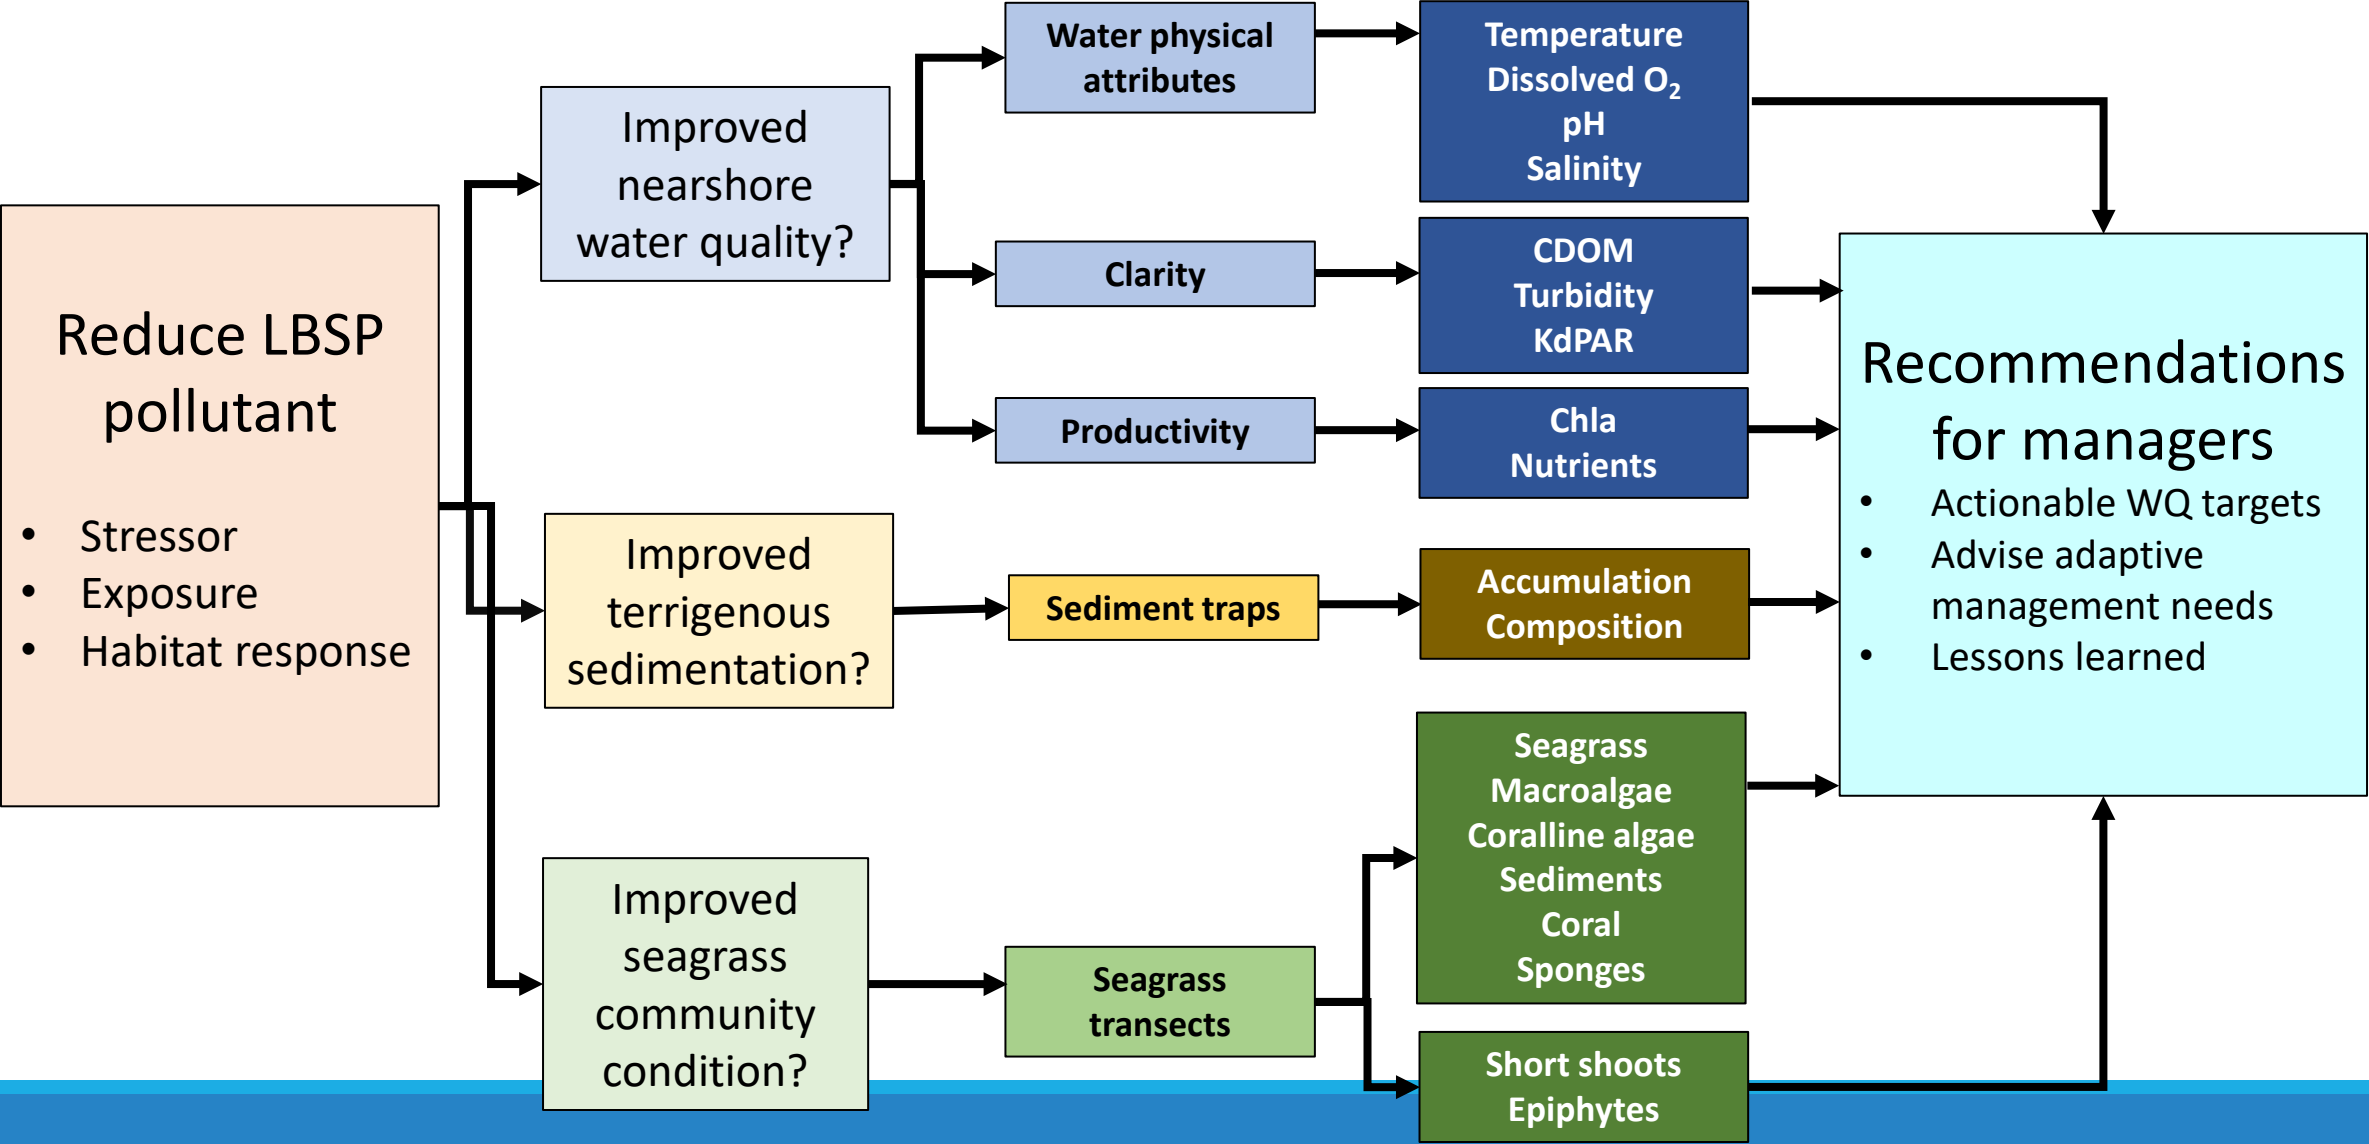 Reduce LBSP
pollutant
• Stressor
• Exposure
• Habitat response
Improved
nearshore
water quality?
Improved
terrigenous
sedimentation?
Improved
seagrass
community
condition?
Water physical
attributes
Clarity
Productivity
Sediment traps
Seagrass
transects
Temperature
Dissolved O₂
pH
Salinity
CDOM
Turbidity
KdPAR
Chla
Nutrients
Accumulation
Composition
Seagrass
Macroalgae
Coralline algae
Sediments
Coral
Sponges
Short shoots
Epiphytes
Recommendations
for managers
• Actionable WQ targets
• Advise adaptive
management needs
• Lessons learned